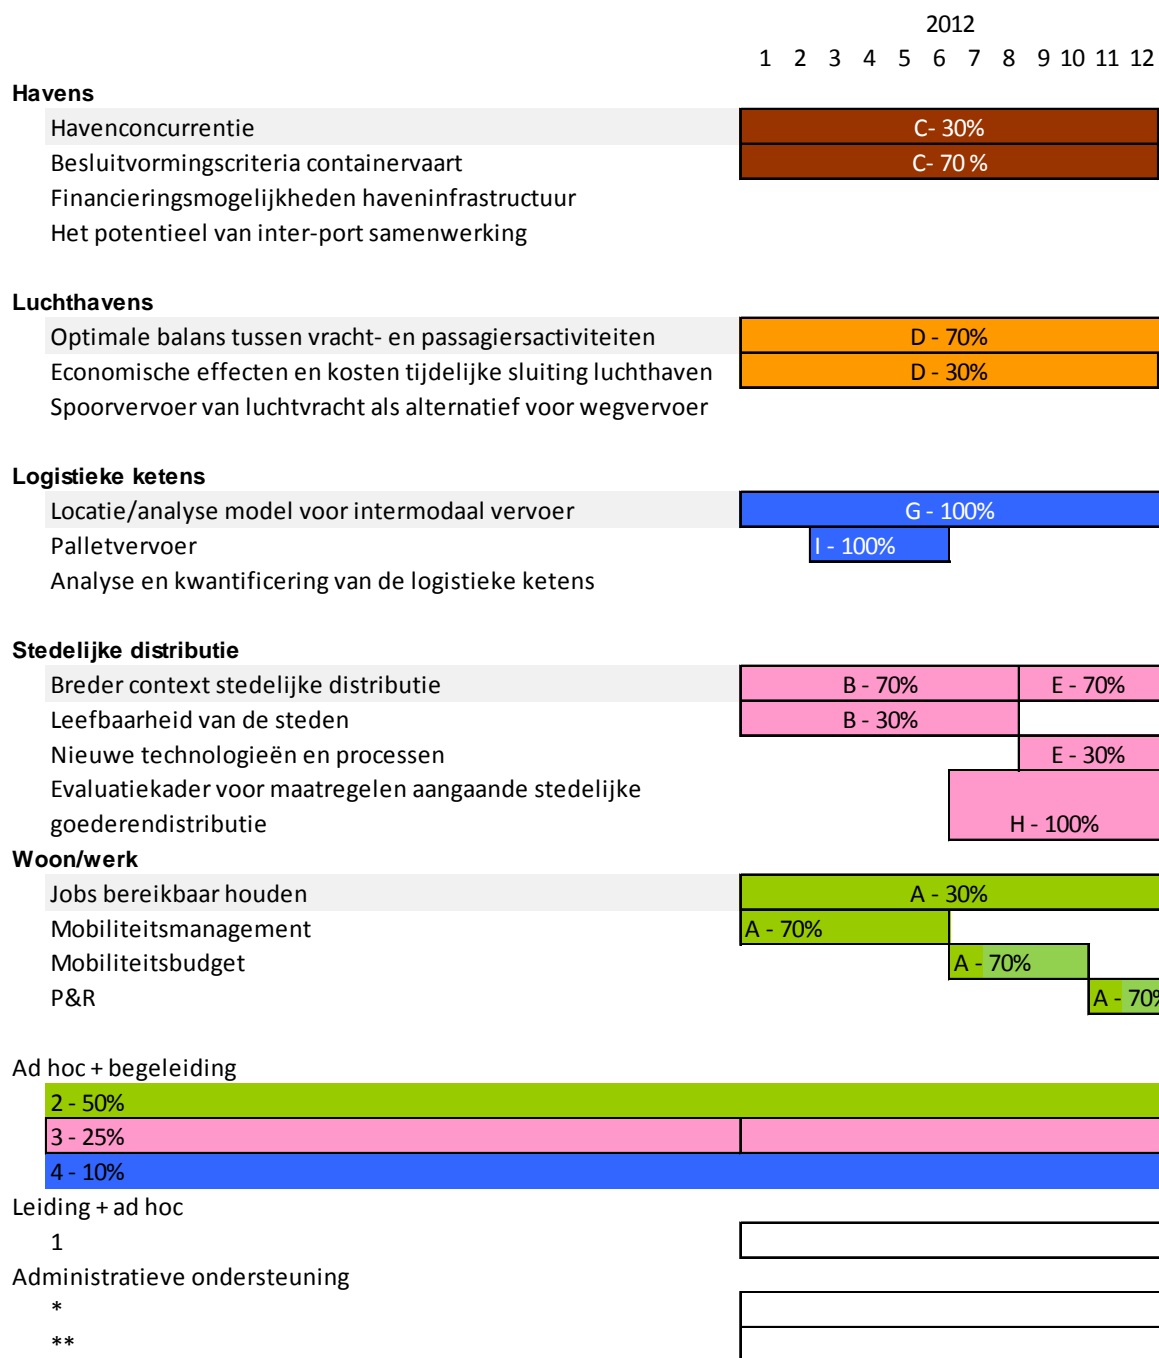 2012
1 2 3 4 5 6 7 8 9 10 11 12
Havens
Havenconcurrentie C- 30%
Besluitvormingscriteria containervaart C- 70 %
Financieringsmogelijkheden haveninfrastructuur
Het potentieel van inter-port samenwerking
Luchthavens
Optimale balans tussen vracht- en passagiersactiviteiten D - 70%
Economische effecten en kosten tijdelijke sluiting luchthaven D - 30%
Spoorvervoer van luchtvracht als alternatief voor wegvervoer
Logistieke ketens
Locatie/analyse model voor intermodaal vervoer G - 100%
Palletvervoer I - 100%
Analyse en kwantificering van de logistieke ketens
Stedelijke distributie
Breder context stedelijke distributie B - 70% E - 70%
Leefbaarheid van de steden B - 30%
Nieuwe technologieën en processen E - 30%
Evaluatiekader voor maatregelen aangaande stedelijke
goederendistributie H - 100%
Woon/werk
Jobs bereikbaar houden A - 30%
Mobiliteitsmanagement A - 70%
Mobiliteitsbudget A - 70%
P&R A - 70%
Ad hoc + begeleiding
2 - 50%
3 - 25%
4 - 10%
Leiding + ad hoc
1
Administratieve ondersteuning
*
**